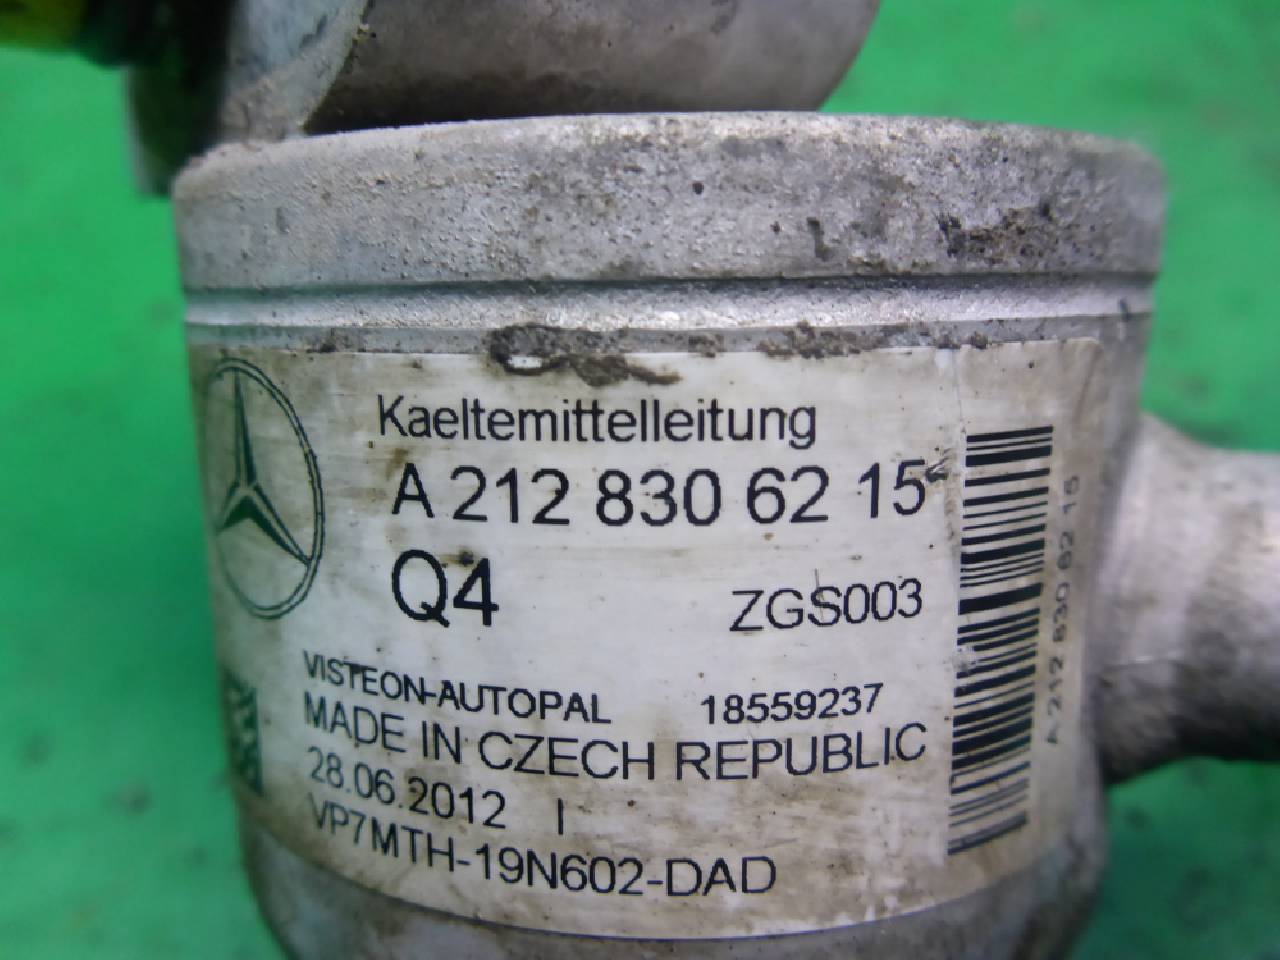 Kaeltemittelleitung
A 212 830 62 15
Q4 ZGS003
VISTEON-AUTOPAL 18559237
MADE IN CZECH REPUBLIC
28.06.2012 I
VP7MTH-19N602-DAD
A 212 830 62 15